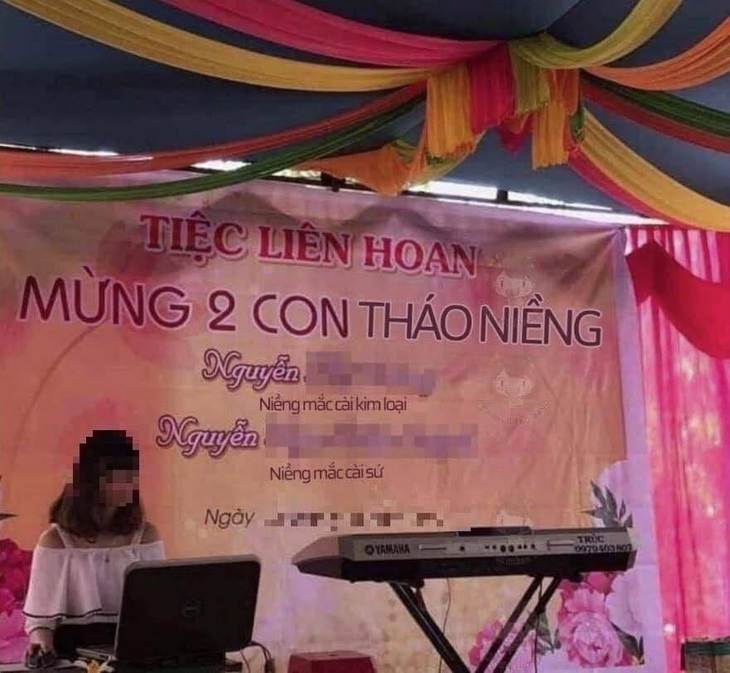 TIỆC LIÊN HOAN
MỪNG 2 CON THÁO NIỀNG
Nguyễn
Niềng mắc cài kim loại
Nguyễn
Niềng mắc cài sứ
Ngày
YAMAHA
TRÚC
0979403807